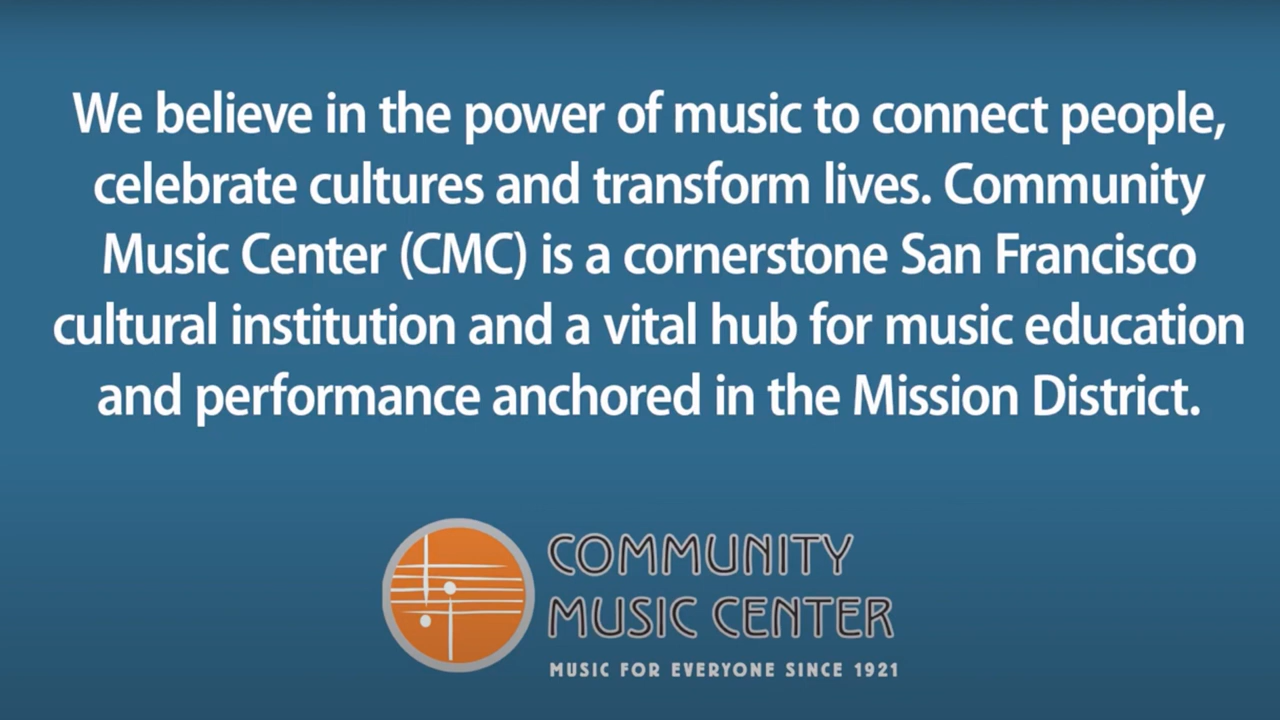 We believe in the power of music to connect people,
celebrate cultures and transform lives. Community
Music Center (CMC) is a cornerstone San Francisco
cultural institution and a vital hub for music education
and performance anchored in the Mission District.
COMMUNITY
MUSIC CENTER
MUSIC FOR EVERYONE SINCE 1921